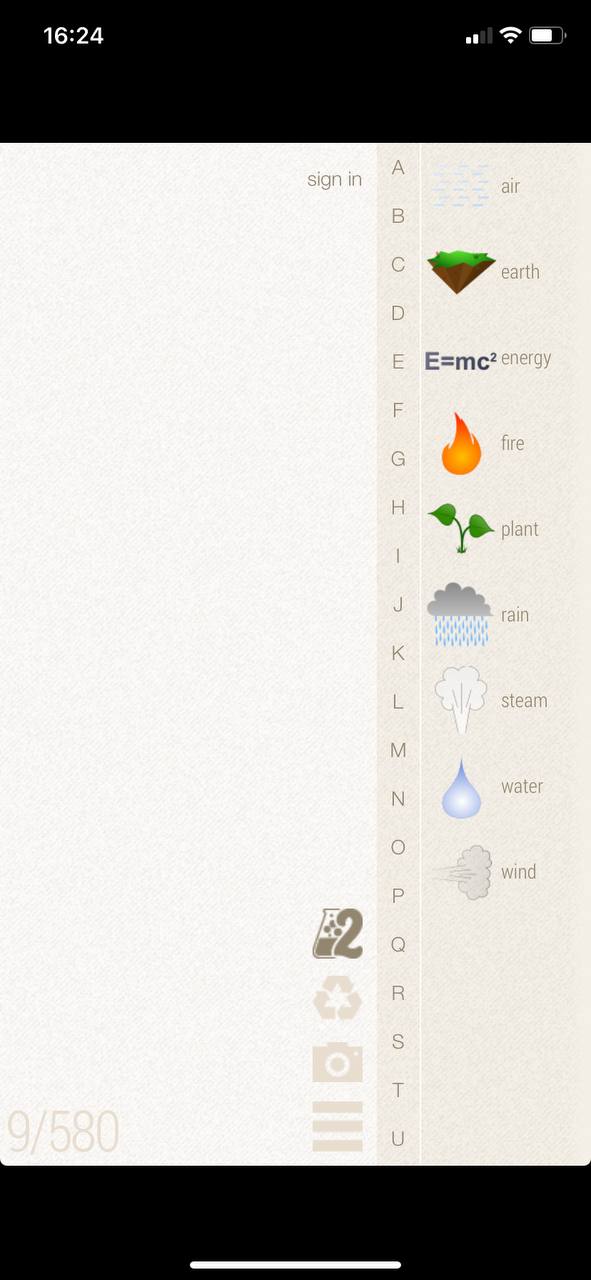 16:24
sign in
A
B
C
D
E
F
G
H
I
J
K
L
M
N
O
P
Q
R
S
T
U
air
earth
E=mc² energy
fire
plant
rain
steam
water
wind
2
9/580